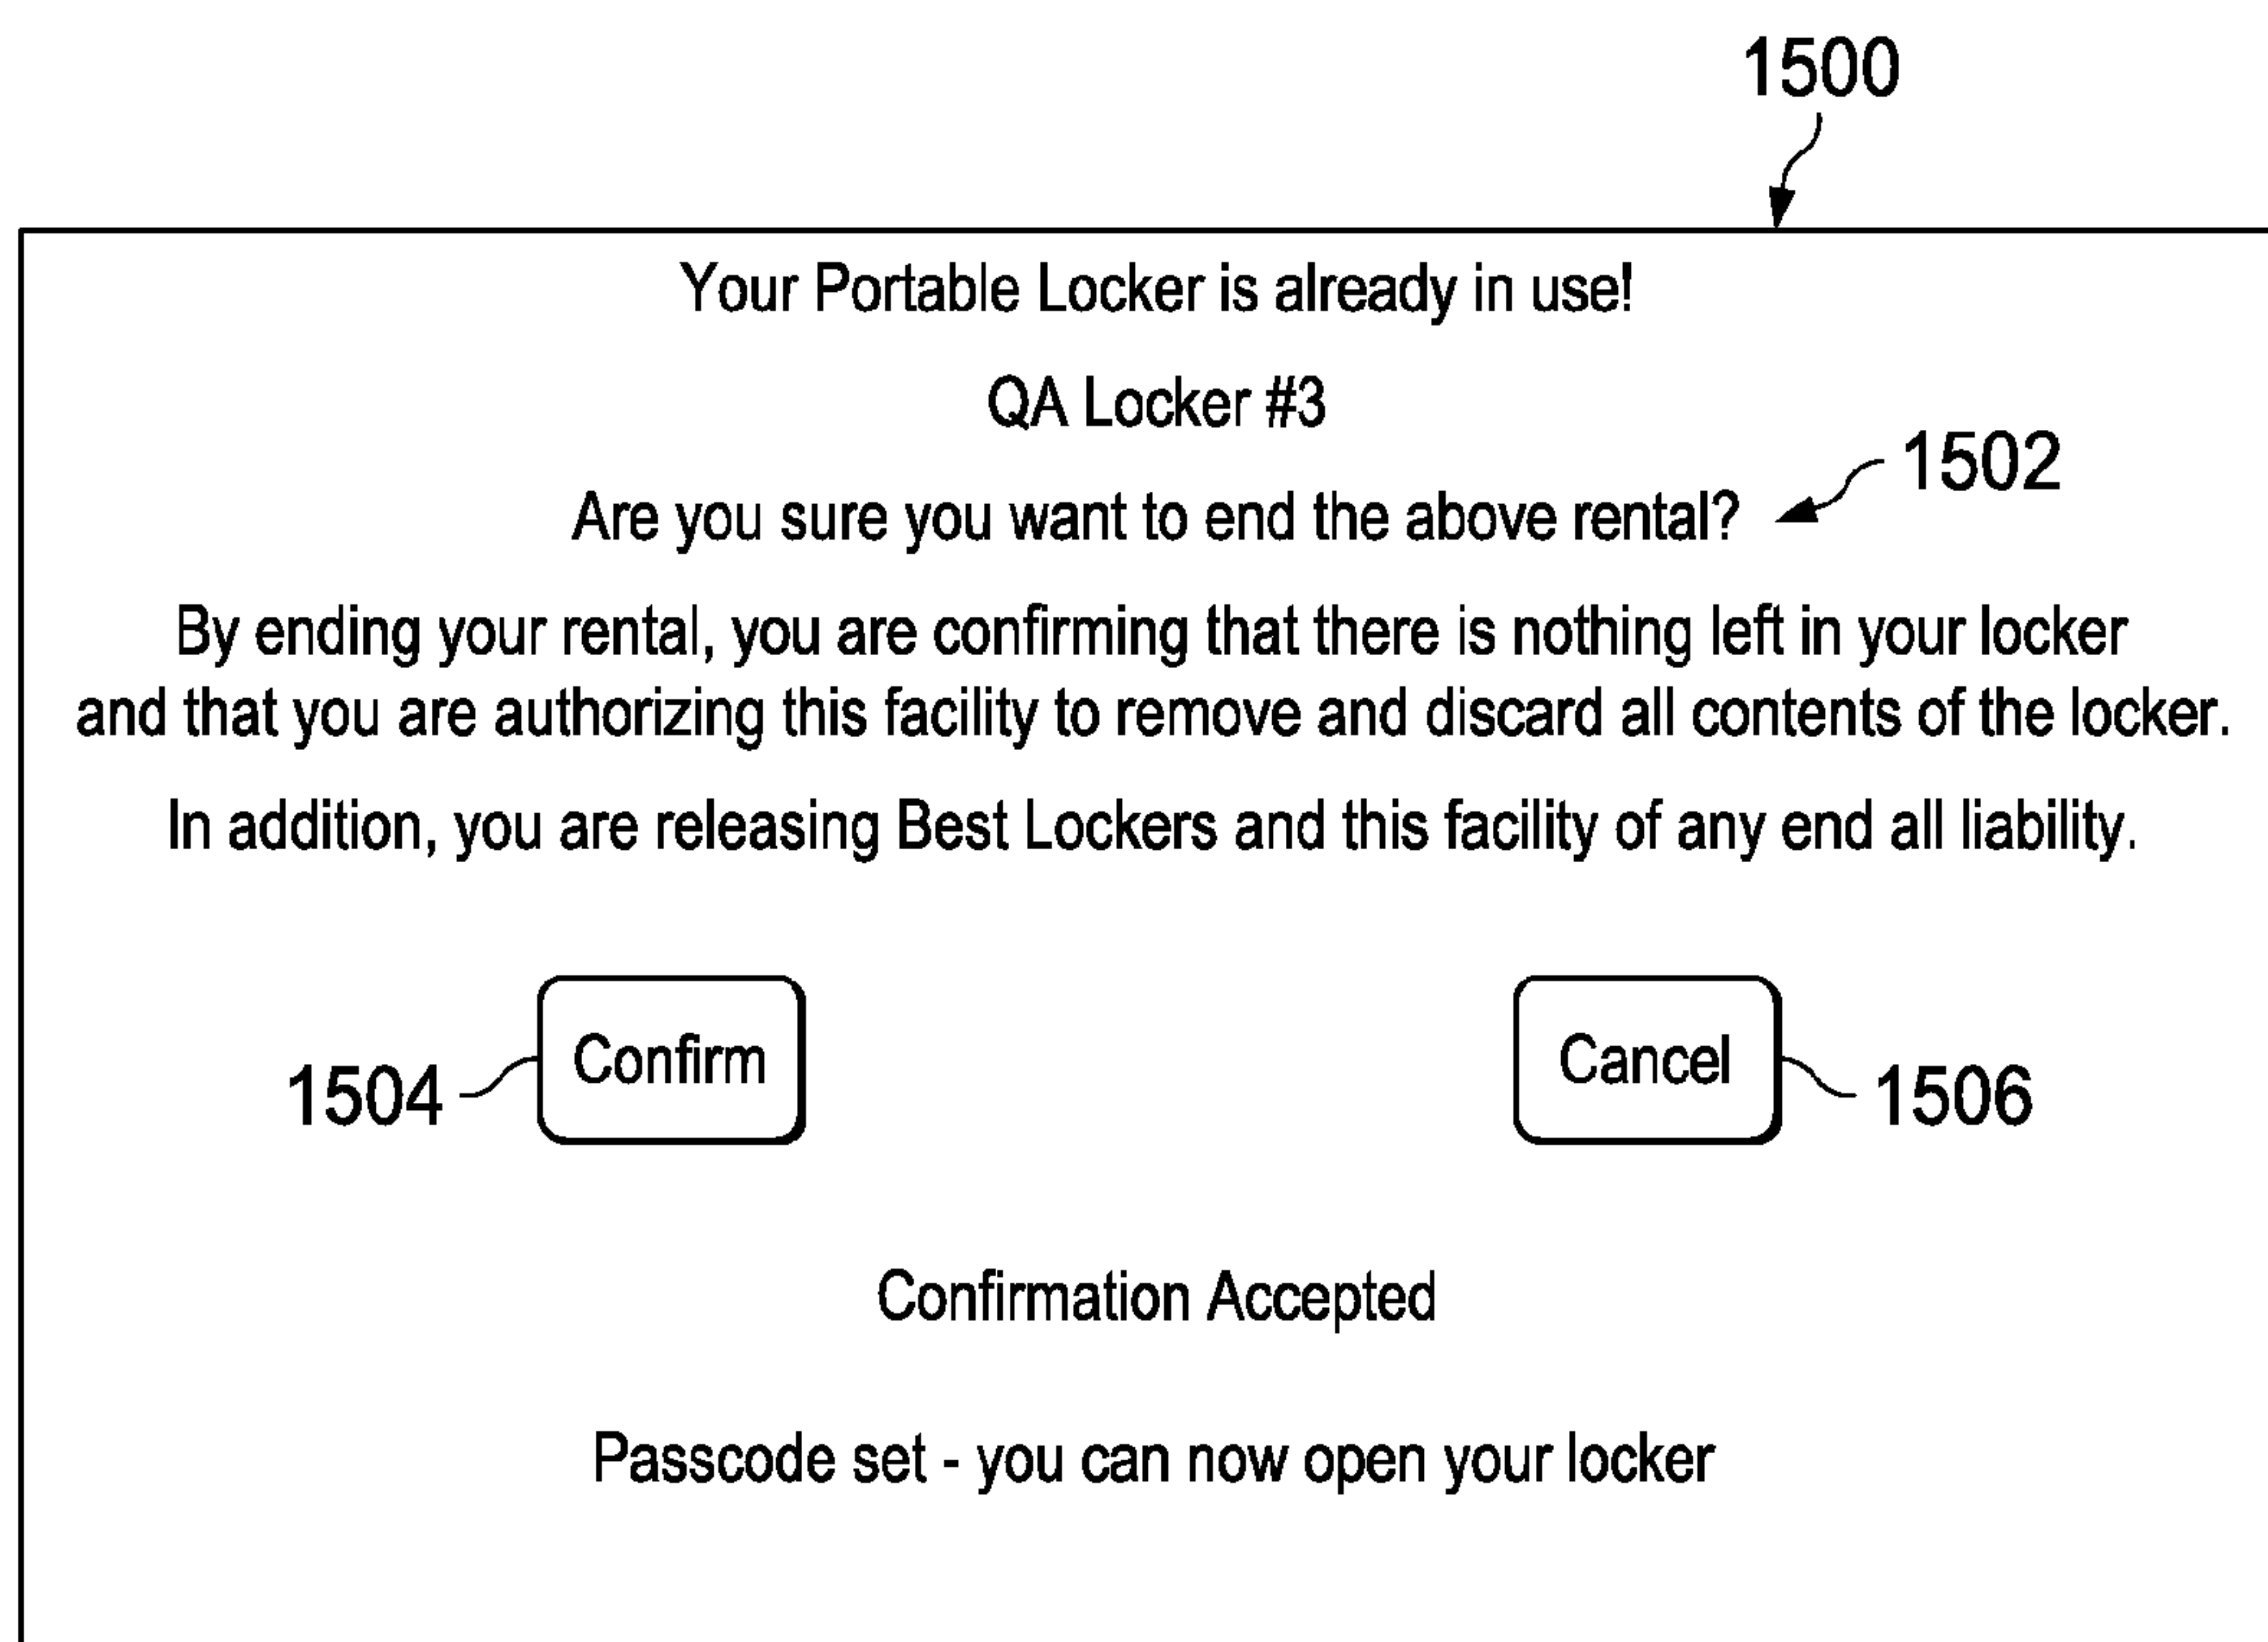 1500
Your Portable Locker is already in use!
QA Locker #3
Are you sure you want to end the above rental?
1502
By ending your rental, you are confirming that there is nothing left in your locker
and that you are authorizing this facility to remove and discard all contents of the locker.
In addition, you are releasing Best Lockers and this facility of any end all liability.
1504
Confirm
Cancel
1506
Confirmation Accepted
Passcode set - you can now open your locker